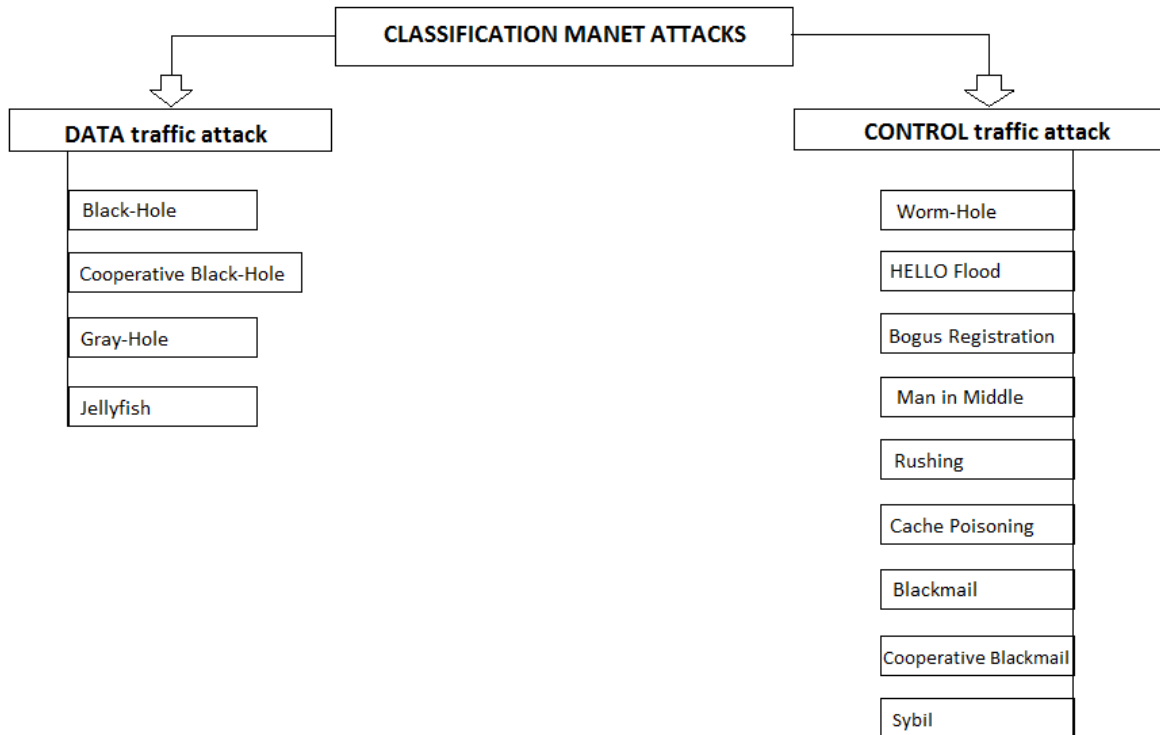 CLASSIFICATION MANET ATTACKS
DATA traffic attack
Black-Hole
Cooperative Black-Hole
Gray-Hole
Jellyfish
CONTROL traffic attack
Worm-Hole
HELLO Flood
Bogus Registration
Man in Middle
Rushing
Cache Poisoning
Blackmail
Cooperative Blackmail
Sybil